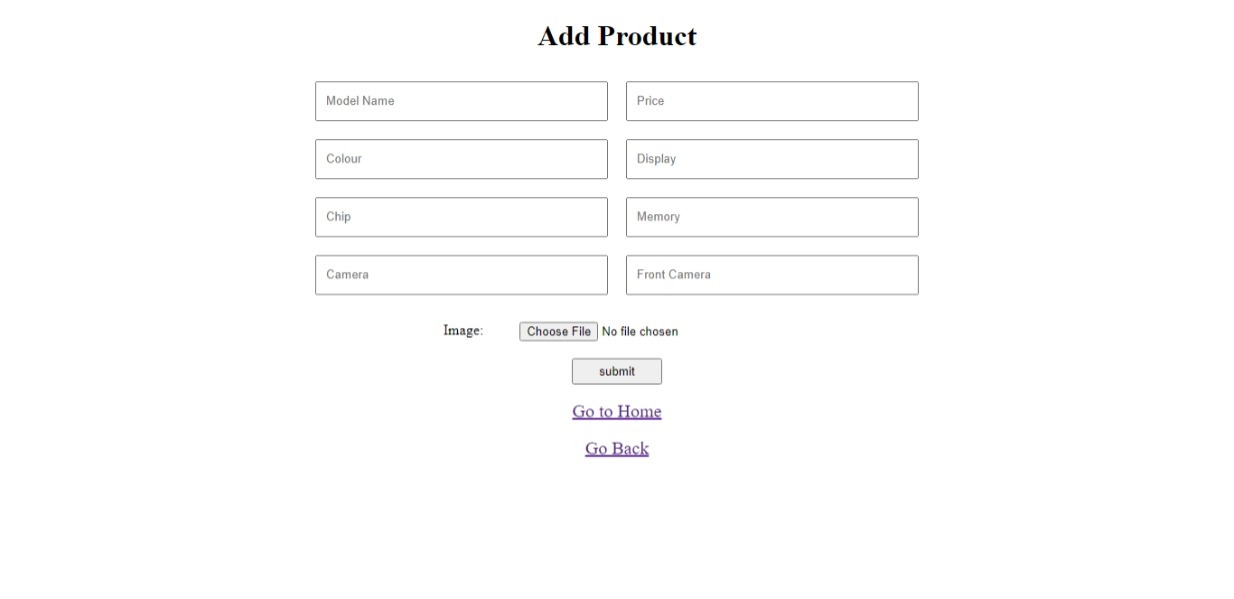 Add Product
Model Name Price
Colour Display
Chip Memory
Camera Front Camera
Image: Choose File No file chosen
submit
Go to Home
Go Back